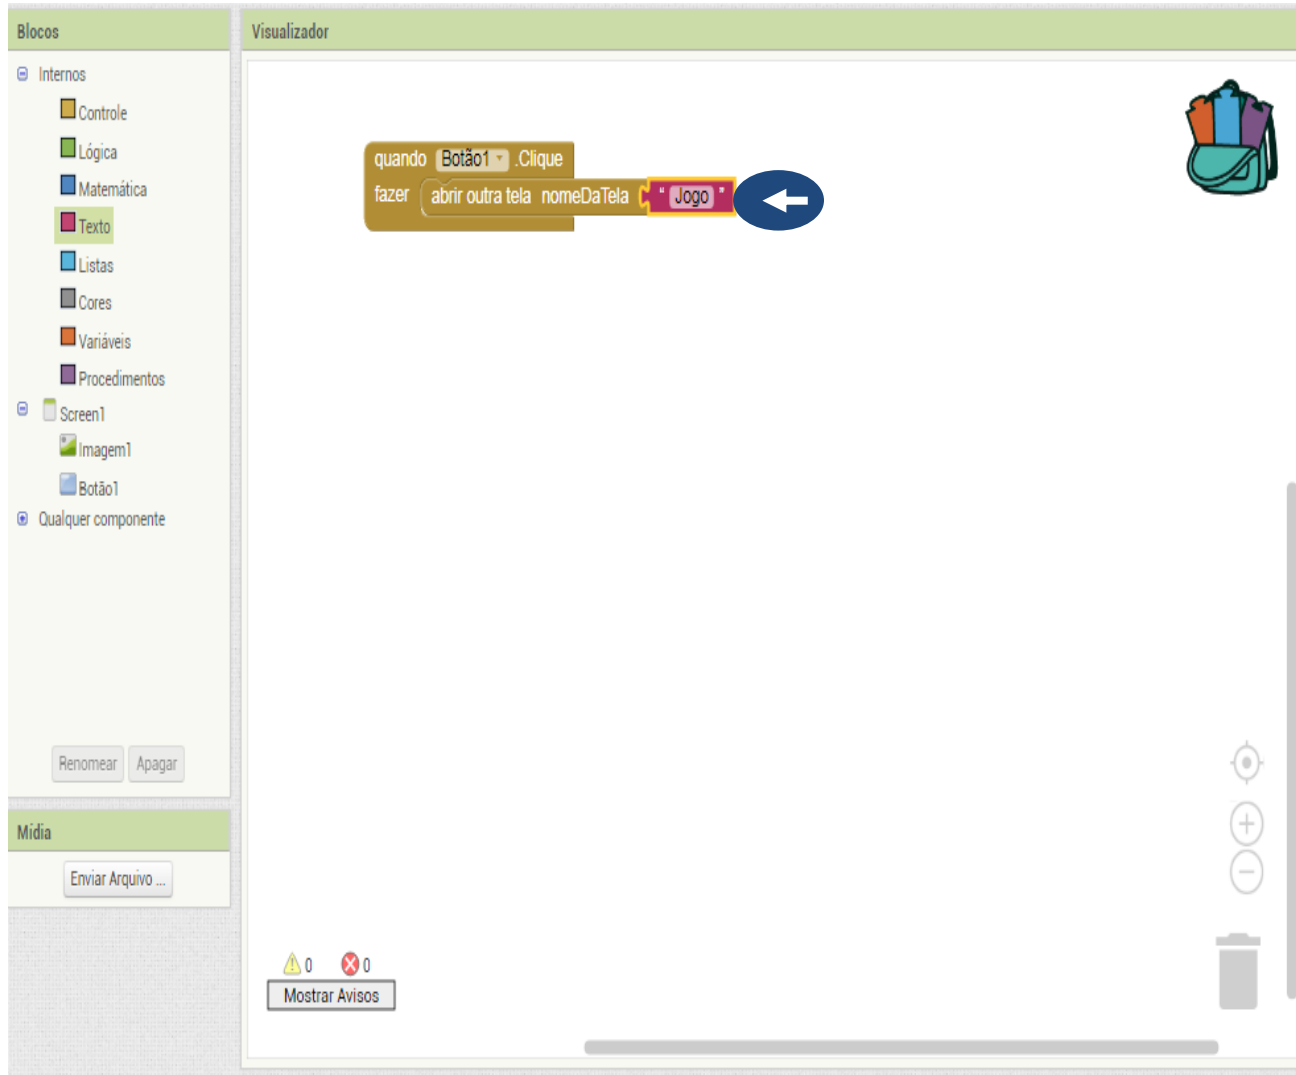 Blocos
Internos
Controle
Lógica
Matemática
Texto
Listas
Cores
Variáveis
Procedimentos
Screen1
Imagem1
Botão1
Qualquer componente
Renomear Apagar
Mídia
Enviar Arquivo ...
Visualizador
quando Botão1 .Clique
fazer abrir outra tela nomeDaTela " Jogo "
0 0
Mostrar Avisos